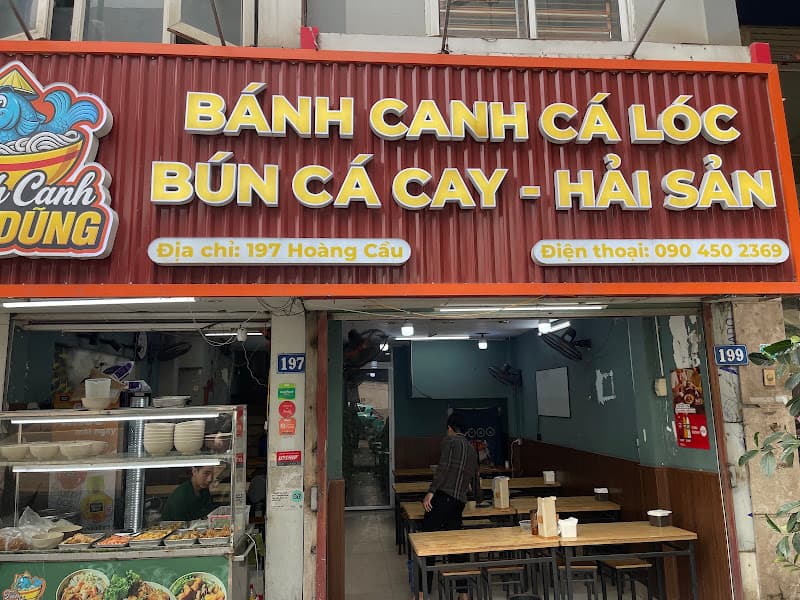 BÁNH CANH CÁ LÓC
BÚN CÁ CAY - HẢI SẢN
Canh
DŨNG
Địa chỉ: 197 Hoàng Cầu
Điện thoại: 090 450 2369
197
199